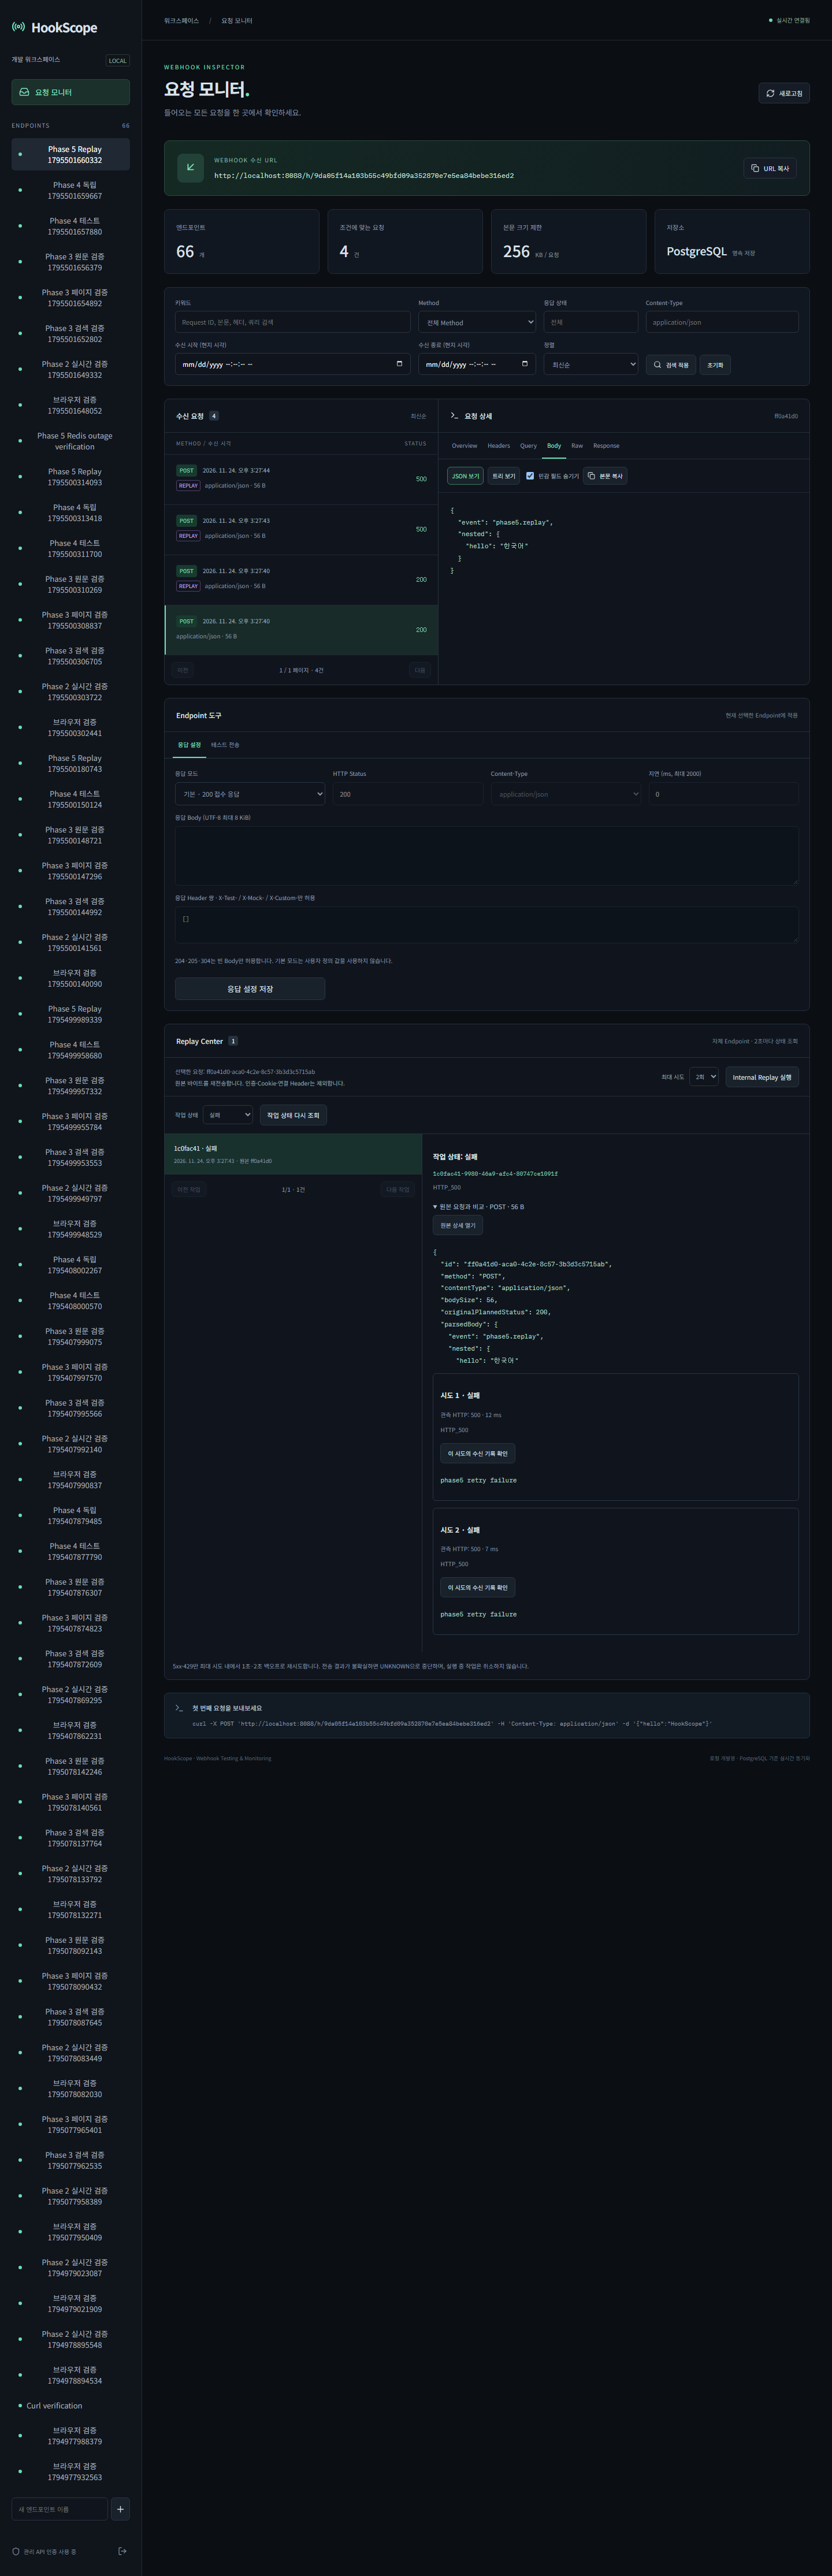 HookScope
개발 워크스페이스
LOCAL
요청 모니터
ENDPOINTS 66
Phase 5 Replay
1795501660332
Phase 4 독립
1795501659667
Phase 4 테스트
1795501657880
Phase 3 원문 검증
1795501656379
Phase 3 페이지 검증
1795501654892
Phase 3 검색 검증
1795501652802
Phase 2 실시간 검증
1795501649332
브라우저 검증
1795501648052
Phase 5 Redis outage
verification
Phase 5 Replay
1795500314093
Phase 4 독립
1795500313418
Phase 4 테스트
1795500311700
Phase 3 원문 검증
1795500310269
Phase 3 페이지 검증
1795500308837
Phase 3 검색 검증
1795500306705
Phase 2 실시간 검증
1795500303722
브라우저 검증
1795500302441
Phase 5 Replay
1795500180743
Phase 4 테스트
1795500150124
Phase 3 원문 검증
1795500148721
Phase 3 페이지 검증
1795500147296
Phase 3 검색 검증
1795500144992
Phase 2 실시간 검증
1795500141561
브라우저 검증
1795500140090
Phase 5 Replay
1795499989339
Phase 4 테스트
1795499958680
Phase 3 원문 검증
1795499957332
Phase 3 페이지 검증
1795499955784
Phase 3 검색 검증
1795499953553
Phase 2 실시간 검증
1795499949797
브라우저 검증
1795499948529
Phase 4 독립
1795408002267
Phase 4 테스트
1795408000570
Phase 3 원문 검증
1795407999075
Phase 3 페이지 검증
1795407997570
Phase 3 검색 검증
1795407995566
Phase 2 실시간 검증
1795407992140
브라우저 검증
1795407990837
Phase 4 독립
1795407879485
Phase 4 테스트
1795407877790
Phase 3 원문 검증
1795407876307
Phase 3 페이지 검증
1795407874823
Phase 3 검색 검증
1795407872609
Phase 2 실시간 검증
1795407869295
브라우저 검증
1795407862231
Phase 3 원문 검증
1795078142246
Phase 3 페이지 검증
1795078140561
Phase 3 검색 검증
1795078137764
Phase 2 실시간 검증
1795078133792
브라우저 검증
1795078132271
Phase 3 원문 검증
1795078092143
Phase 3 페이지 검증
1795078090432
Phase 3 검색 검증
1795078087645
Phase 2 실시간 검증
1795078083449
브라우저 검증
1795078082030
Phase 3 페이지 검증
1795077965401
Phase 3 검색 검증
1795077962535
Phase 2 실시간 검증
1795077958389
브라우저 검증
1795077950409
Phase 2 실시간 검증
1794979023087
브라우저 검증
1794979021909
Phase 2 실시간 검증
1794978895548
브라우저 검증
1794978894534
Curl verification
브라우저 검증
1794977988379
브라우저 검증
1794977932563
새 엔드포인트 이름
관리 API 인증 사용 중
워크스페이스 / 요청 모니터
실시간 연결됨
WEBHOOK INSPECTOR
요청 모니터.
들어오는 모든 요청을 한 곳에서 확인하세요.
새로고침
WEBHOOK 수신 URL
http://localhost:8088/h/9da05f14a103b55c49bfd09a352870e7e5ea84bebe316ed2
URL 복사
엔드포인트
66 개
조건에 맞는 요청
4 건
본문 크기 제한
256 KB / 요청
저장소
PostgreSQL 영속 저장
키워드
Request ID, 본문, 헤더, 쿼리 검색
Method
전체 Method
응답 상태
전체
Content-Type
application/json
수신 시작 (현지 시각)
mm/dd/yyyy --:-- --
수신 종료 (현지 시각)
mm/dd/yyyy --:-- --
정렬
최신순
검색 적용
초기화
수신 요청 4
최신순
METHOD / 수신 시각 STATUS
POST 2026. 11. 24. 오후 3:27:44
REPLAY application/json · 56 B
500
POST 2026. 11. 24. 오후 3:27:43
REPLAY application/json · 56 B
500
POST 2026. 11. 24. 오후 3:27:40
REPLAY application/json · 56 B
200
POST 2026. 11. 24. 오후 3:27:40
application/json · 56 B
200
이전 1 / 1 페이지 · 4건 다음
요청 상세 ff0a41d0
Overview Headers Query Body Raw Response
JSON 보기 트리 보기 민감 필드 숨기기 본문 복사
{
"event": "phase5.replay",
"nested": {
"hello": "한국어"
}
}
Endpoint 도구
현재 선택한 Endpoint에 적용
응답 설정 테스트 전송
응답 모드
기본 - 200 접수 응답
HTTP Status
200
Content-Type
application/json
지연 (ms, 최대 2000)
0
응답 Body (UTF-8 최대 8 KiB)
응답 Header 쌍 · X-Test- / X-Mock- / X-Custom-만 허용
[]
204·205·304는 빈 Body만 허용합니다. 기본 모드는 사용자 정의 값을 사용하지 않습니다.
응답 설정 저장
Replay Center 1
자체 Endpoint · 2초마다 상태 조회
선택한 요청: ff0a41d0-aca0-4c2e-8c57-3b3d3c5715ab
원본 바이트를 재전송합니다. 인증·Cookie·연결 Header는 제외합니다.
최대 시도 2회 Internal Replay 실행
작업 상태 실패 작업 상태 다시 조회
1c0fac41 · 실패
2026. 11. 24. 오후 3:27:43 · 원본 ff0a41d0
이전 작업 1/1 · 1건 다음 작업
작업 상태: 실패
1c0fac41-9980-46a9-afc4-80747ce1091f
HTTP_500
▼ 원본 요청과 비교 · POST · 56 B
원본 상세 열기
{
"id": "ff0a41d0-aca0-4c2e-8c57-3b3d3c5715ab",
"method": "POST",
"contentType": "application/json",
"bodySize": 56,
"originalPlannedStatus": 200,
"parsedBody": {
"event": "phase5.replay",
"nested": {
"hello": "한국어"
시도 1 · 실패
관측 HTTP: 500 · 12 ms
HTTP_500
이 시도의 수신 기록 확인
phase5 retry failure
시도 2 · 실패
관측 HTTP: 500 · 7 ms
HTTP_500
이 시도의 수신 기록 확인
phase5 retry failure
5xx·429만 최대 시도 내에서 1초·2초 백오프로 재시도합니다. 전송 결과가 불확실하면 UNKNOWN으로 중단하며, 실행 중 작업은 취소하지 않습니다.
첫 번째 요청을 보내보세요
curl -X POST 'http://localhost:8088/h/9da05f14a103b55c49bfd09a352870e7e5ea84bebe316ed2' -H 'Content-Type: application/json' -d '{"hello":"HookScope"}'
HookScope · Webhook Testing & Monitoring
로컬 개발용 · PostgreSQL 기준 실시간 동기화